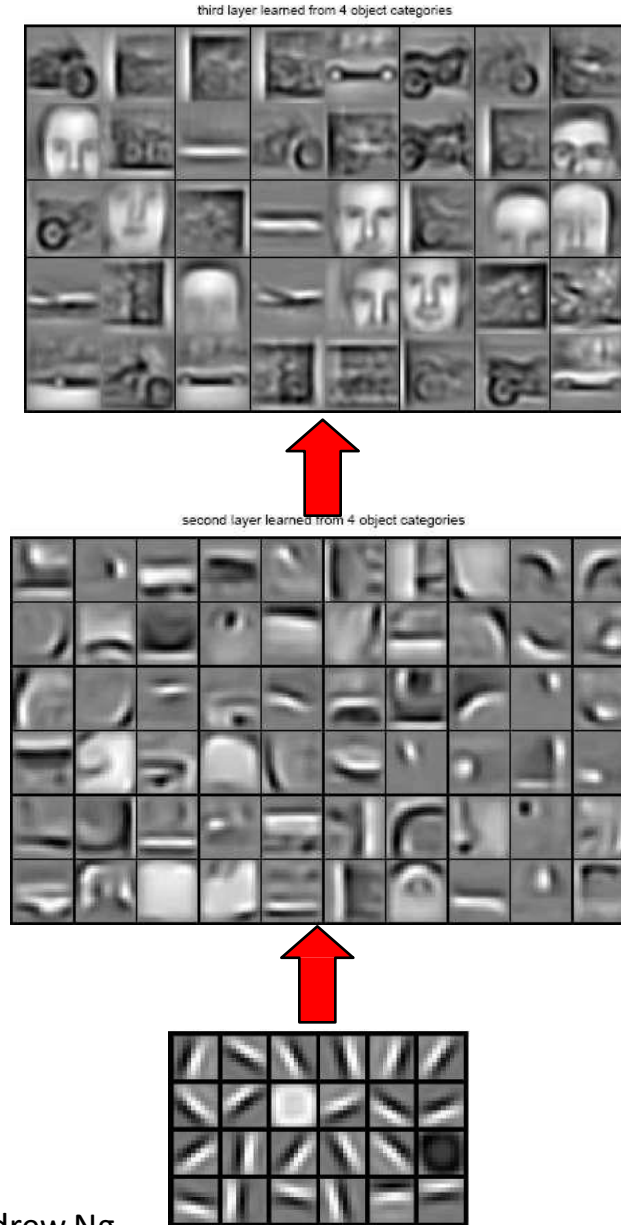 third layer learned from 4 object categories
second layer learned from 4 object categories
drew Ng